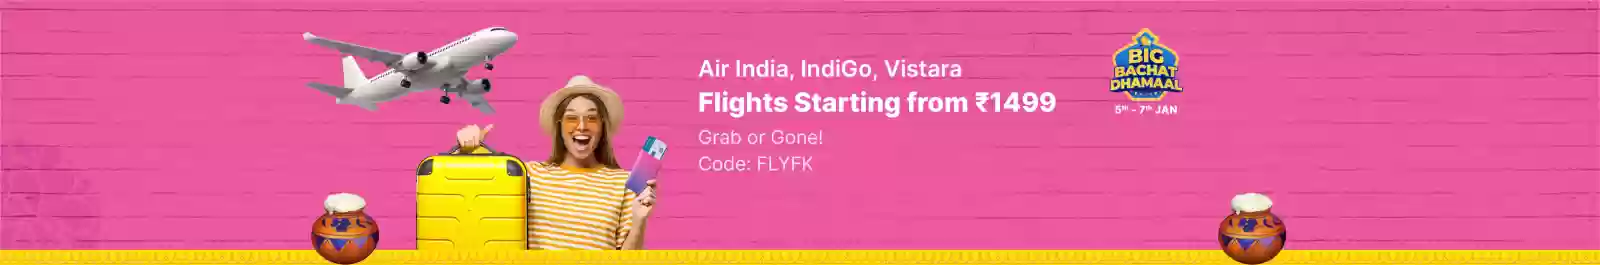 Air India, IndiGo, Vistara
Flights Starting from ₹1499
Grab or Gone!
Code: FLYFK
BIG
BACHAT
DHAMAAL
5th - 7th JAN